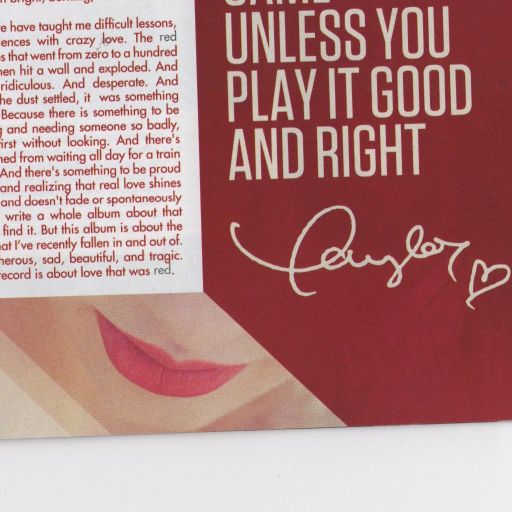 e have taught me difficult lessons,
ences with crazy love. The red
s that went from zero to a hundred
hen hit a wall and exploded. And
ridiculous. And desperate. And
he dust settled, it was something
Because there is something to be
g and needing someone so badly,
irst without looking. And there's
ned from waiting all day for a train
And there's something to be proud
and realizing that real love shines
and doesn't fade or spontaneously
write a whole album about that
find it. But this album is about the
at I've recently fallen in and out of.
herous, sad, beautiful, and tragic.
record is about love that was red.
UNLESS YOU
PLAY IT GOOD
AND RIGHT
Taylor